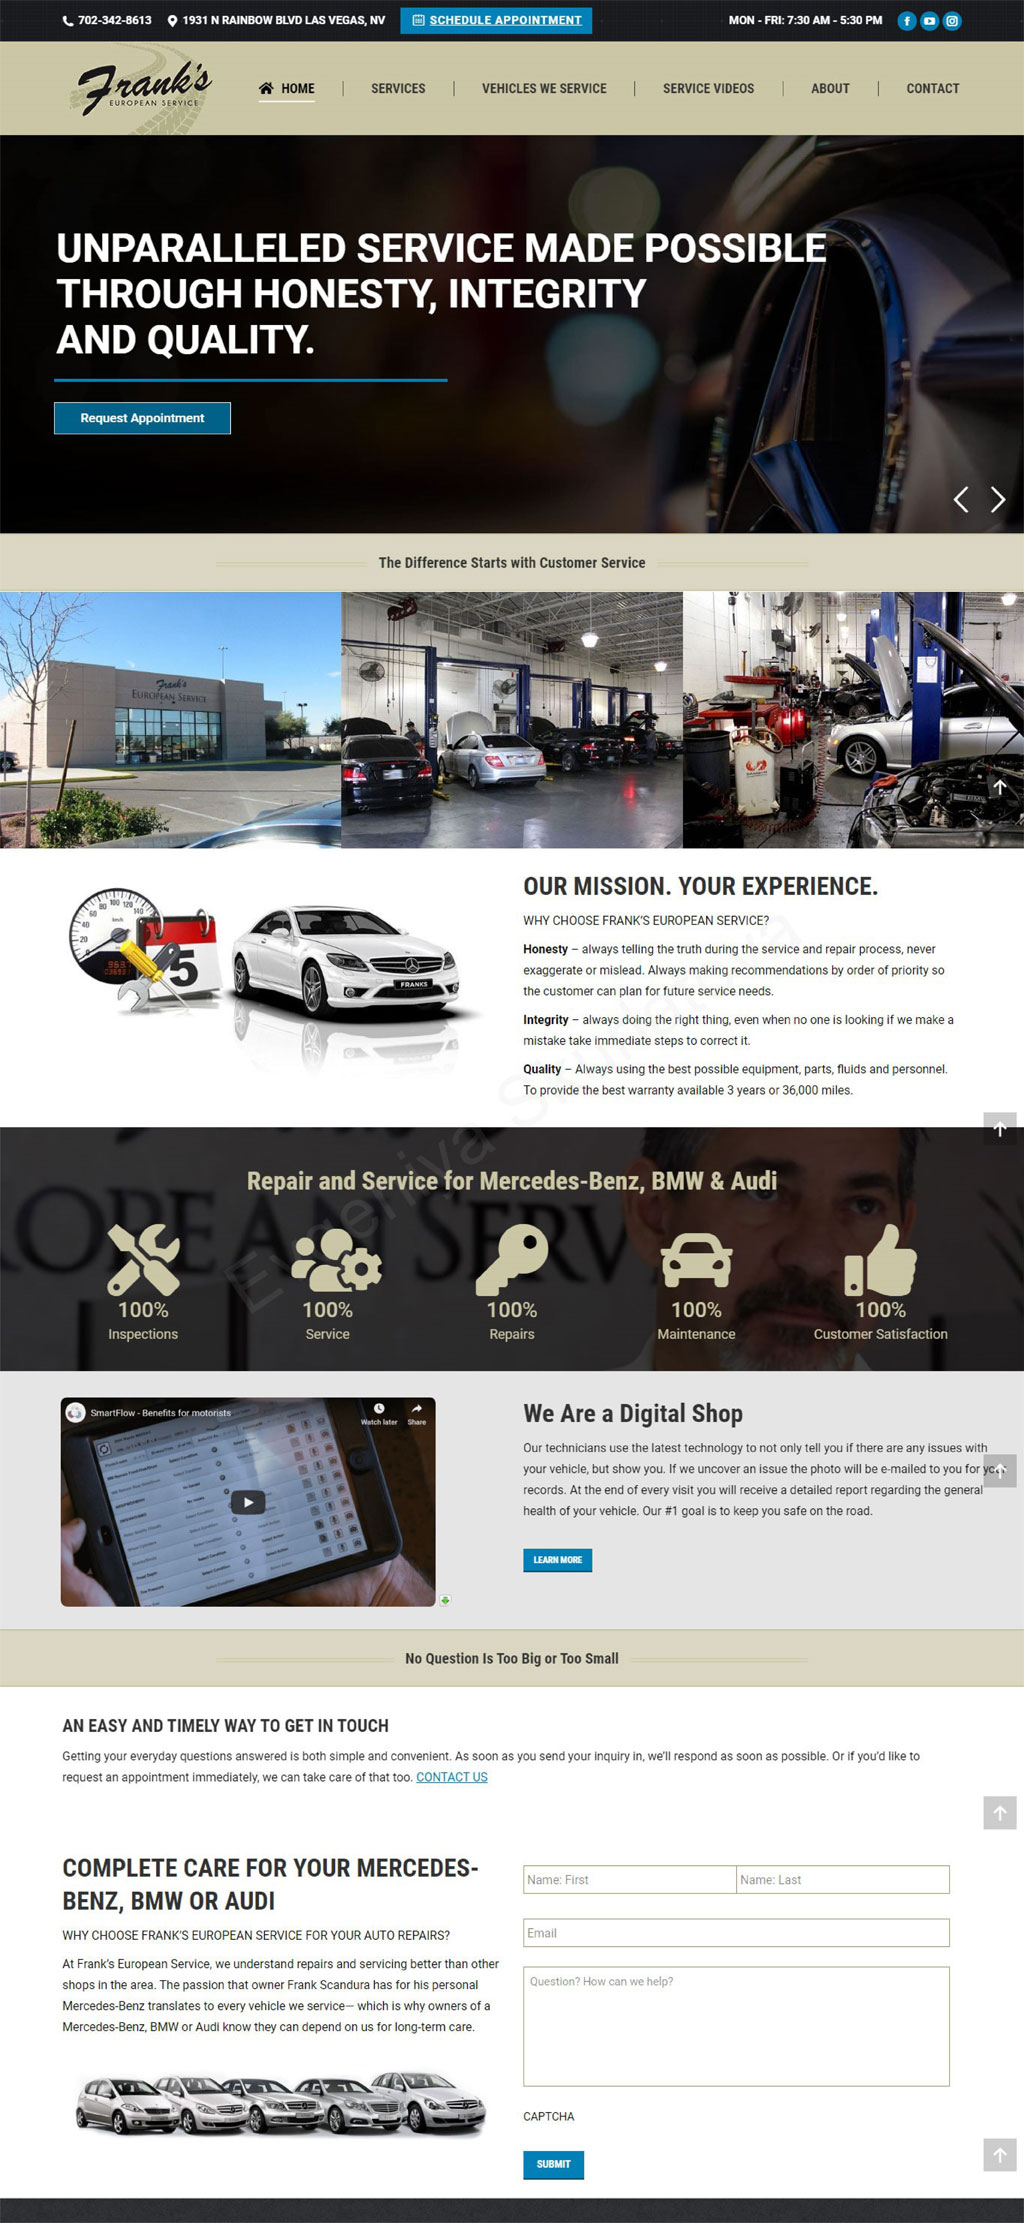 702-342-8613 1931 N RAINBOW BLVD LAS VEGAS, NV SCHEDULE APPOINTMENT MON - FRI: 7:30 AM - 5:30 PM
Frank's
EUROPEAN SERVICE
HOME SERVICES VEHICLES WE SERVICE SERVICE VIDEOS ABOUT CONTACT
UNPARALLELED SERVICE MADE POSSIBLE
THROUGH HONESTY, INTEGRITY
AND QUALITY.
Request Appointment
The Difference Starts with Customer Service
Frank's
EUROPEAN SERVICE
OUR MISSION. YOUR EXPERIENCE.
WHY CHOOSE FRANK'S EUROPEAN SERVICE?
Honesty – always telling the truth during the service and repair process, never
exaggerate or mislead. Always making recommendations by order of priority so
the customer can plan for future service needs.
Integrity – always doing the right thing, even when no one is looking if we make a
mistake take immediate steps to correct it.
Quality – Always using the best possible equipment, parts, fluids and personnel.
To provide the best warranty available 3 years or 36,000 miles.
5
FRANKS
Repair and Service for Mercedes-Benz, BMW & Audi
100% 100% 100% 100% 100%
Inspections Service Repairs Maintenance Customer Satisfaction
SmartFlow - Benefits for motorists
Watch later Share
We Are a Digital Shop
Our technicians use the latest technology to not only tell you if there are any issues with
your vehicle, but show you. If we uncover an issue the photo will be e-mailed to you for your
records. At the end of every visit you will receive a detailed report regarding the general
health of your vehicle. Our #1 goal is to keep you safe on the road.
LEARN MORE
No Question Is Too Big or Too Small
AN EASY AND TIMELY WAY TO GET IN TOUCH
Getting your everyday questions answered is both simple and convenient. As soon as you send your inquiry in, we'll respond as soon as possible. Or if you'd like to
request an appointment immediately, we can take care of that too. CONTACT US
COMPLETE CARE FOR YOUR MERCEDES-
BENZ, BMW OR AUDI
WHY CHOOSE FRANK'S EUROPEAN SERVICE FOR YOUR AUTO REPAIRS?
At Frank's European Service, we understand repairs and servicing better than other
shops in the area. The passion that owner Frank Scandura has for his personal
Mercedes-Benz translates to every vehicle we service— which is why owners of a
Mercedes-Benz, BMW or Audi know they can depend on us for long-term care.
Name: First Name: Last
Email
Question? How can we help?
CAPTCHA
SUBMIT